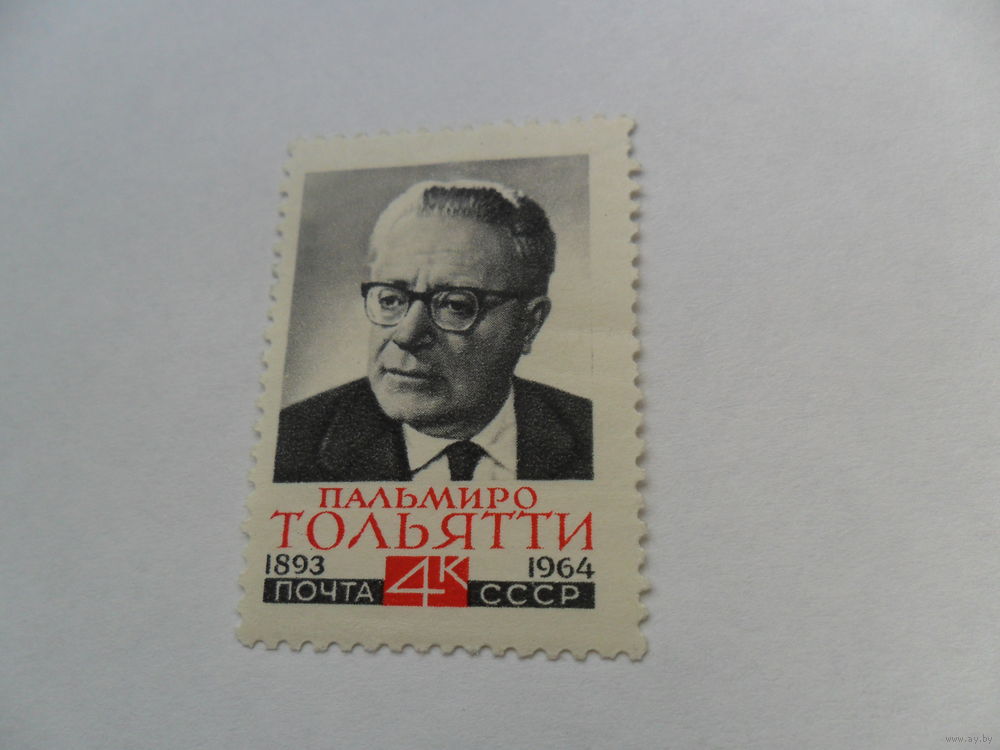 ПАЛЬМИРО
ТОЛЬЯТТИ
1893 1964
ПОЧТА 4К СССР
www.ay.by